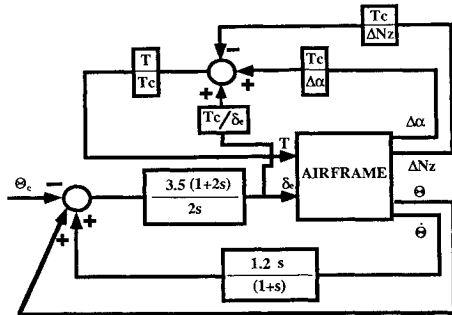 Tc
ΔNz
−
T
Tc
+
+
Tc
Δα
Tc/δe
T
Δα
AIRFRAME
ΔNz
Θc
−
3.5 (1+2s)
2s
δe
Θ
Θ̇
+
+
1.2 s
(1+s)